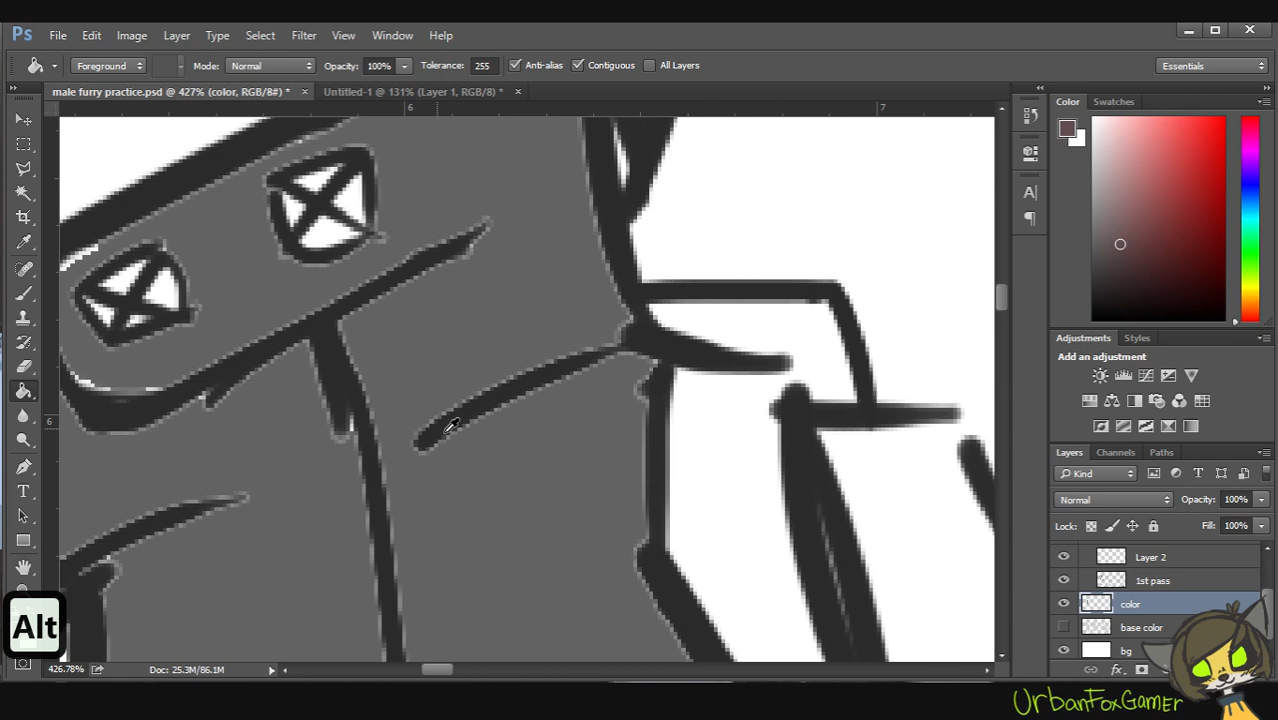 Ps File Edit Image Layer Type Select Filter View Window Help
Foreground Mode: Normal Opacity: 100% Tolerance: 255 Anti-alias Contiguous All Layers Essentials
male furry practice.psd @ 427% (color, RGB/8#) * × Untitled-1 @ 131% (Layer 1, RGB/8) * ×
6 7
6
Color Swatches
Adjustments Styles
Add an adjustment
Layers Channels Paths
Kind
Normal Opacity: 100%
Lock: Fill: 100%
Layer 2
1st pass
color
base color
bg
Alt
426.78% Doc: 25.3M/86.1M
fx
UrbanFoxGamer